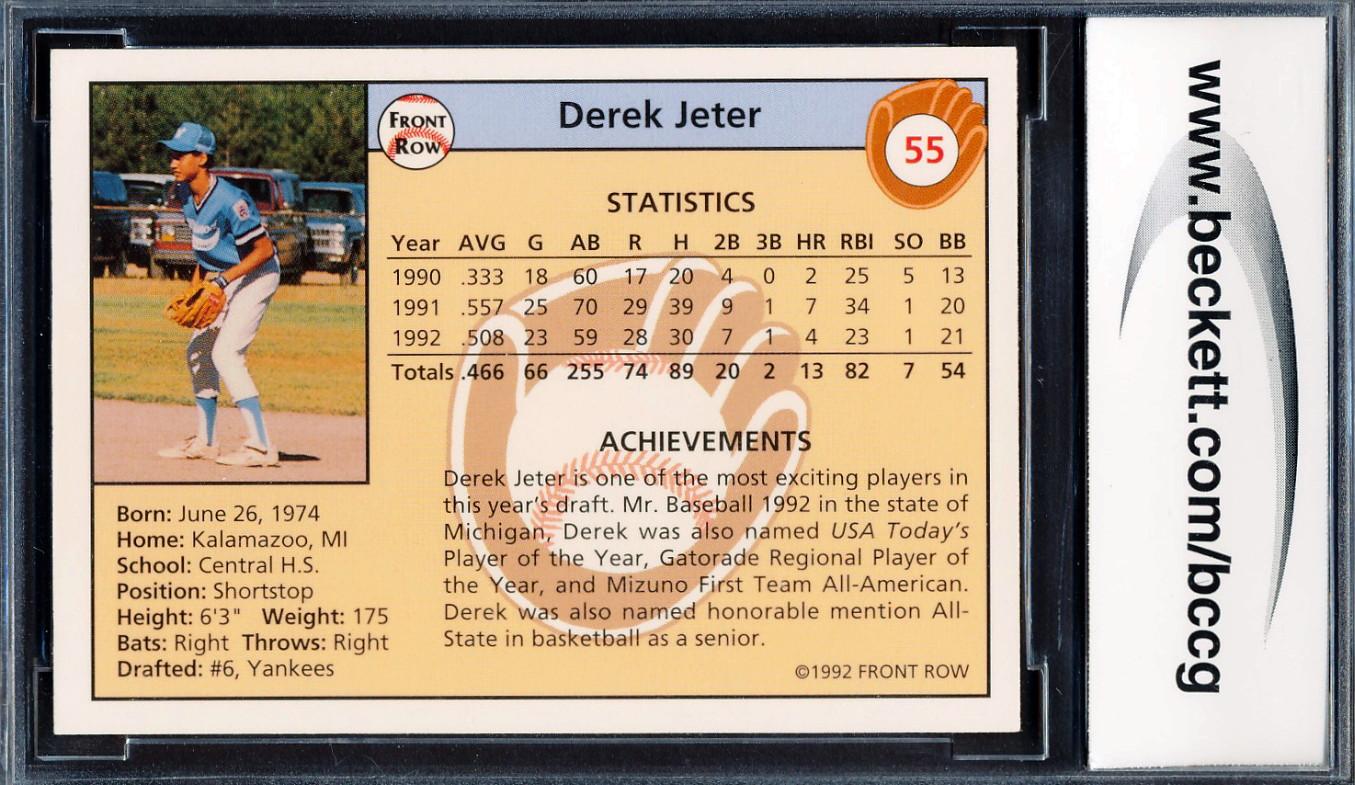 FRONT
ROW
Derek Jeter
55
STATISTICS
Year AVG G AB R H 2B 3B HR RBI SO BB
1990 .333 18 60 17 20 4 0 2 25 5 13
1991 .557 25 70 29 39 9 1 7 34 1 20
1992 .508 23 59 28 30 7 1 4 23 1 21
Totals .466 66 255 74 89 20 2 13 82 7 54
ACHIEVEMENTS
Derek Jeter is one of the most exciting players in
this year's draft. Mr. Baseball 1992 in the state of
Michigan, Derek was also named USA Today's
Player of the Year, Gatorade Regional Player of
the Year, and Mizuno First Team All-American.
Derek was also named honorable mention All-
State in basketball as a senior.
©1992 FRONT ROW
Born: June 26, 1974
Home: Kalamazoo, MI
School: Central H.S.
Position: Shortstop
Height: 6'3" Weight: 175
Bats: Right Throws: Right
Drafted: #6, Yankees
www.beckett.com/bccg